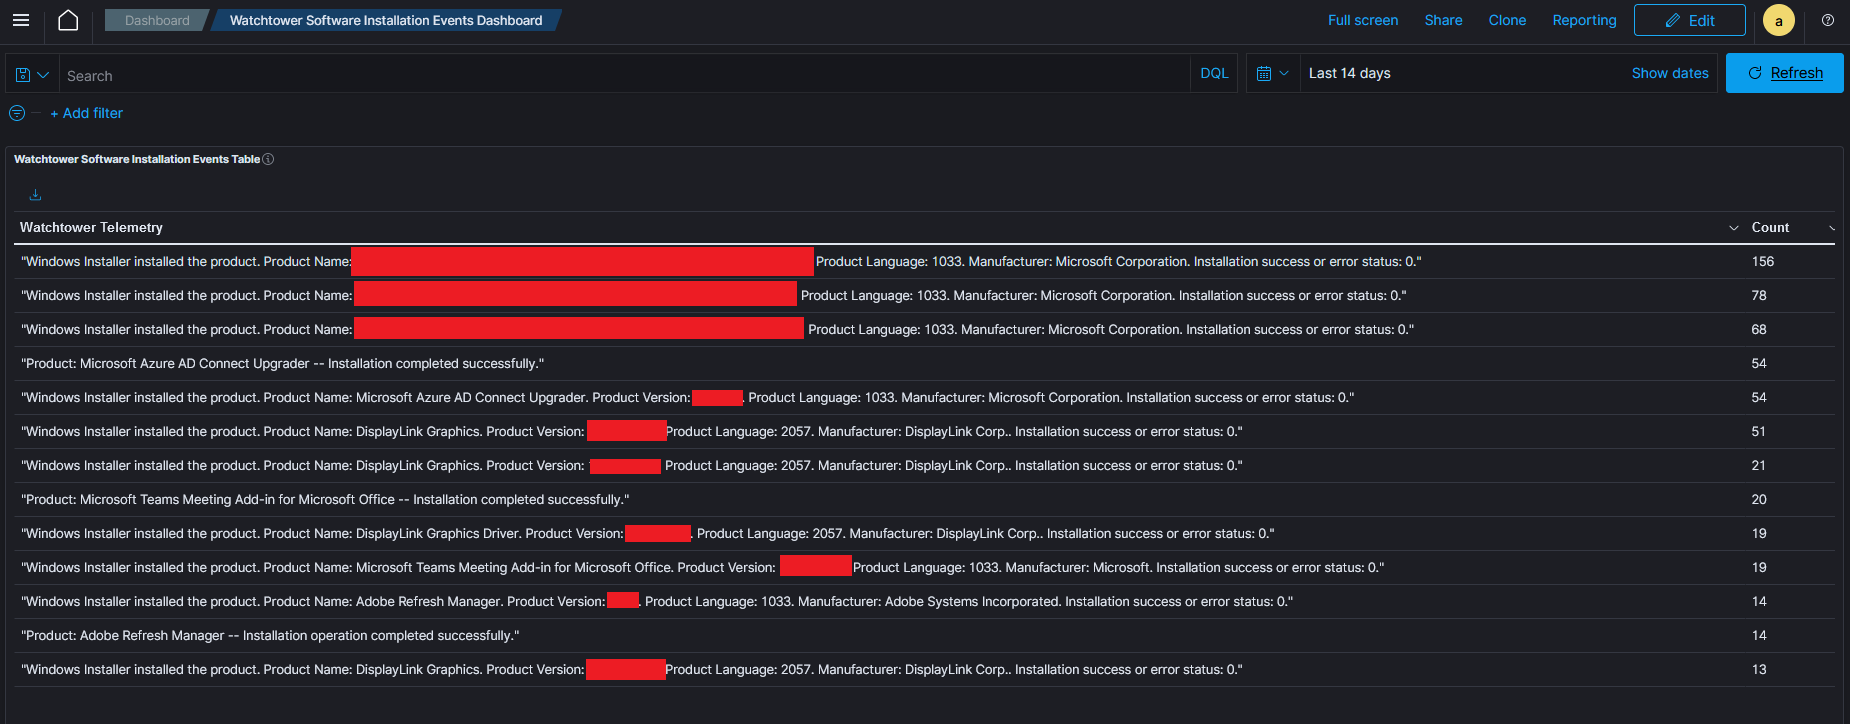 Dashboard Watchtower Software Installation Events Dashboard Full screen Share Clone Reporting Edit a
Search DQL Last 14 days Show dates Refresh
+ Add filter
Watchtower Software Installation Events Table
Watchtower Telemetry Count
"Windows Installer installed the product. Product Name: Product Language: 1033. Manufacturer: Microsoft Corporation. Installation success or error status: 0." 156
"Windows Installer installed the product. Product Name: Product Language: 1033. Manufacturer: Microsoft Corporation. Installation success or error status: 0." 78
"Windows Installer installed the product. Product Name: Product Language: 1033. Manufacturer: Microsoft Corporation. Installation success or error status: 0." 68
"Product: Microsoft Azure AD Connect Upgrader -- Installation completed successfully." 54
"Windows Installer installed the product. Product Name: Microsoft Azure AD Connect Upgrader. Product Version: . Product Language: 1033. Manufacturer: Microsoft Corporation. Installation success or error status: 0." 54
"Windows Installer installed the product. Product Name: DisplayLink Graphics. Product Version: Product Language: 2057. Manufacturer: DisplayLink Corp.. Installation success or error status: 0." 51
"Windows Installer installed the product. Product Name: DisplayLink Graphics. Product Version: Product Language: 2057. Manufacturer: DisplayLink Corp.. Installation success or error status: 0." 21
"Product: Microsoft Teams Meeting Add-in for Microsoft Office -- Installation completed successfully." 20
"Windows Installer installed the product. Product Name: DisplayLink Graphics Driver. Product Version: . Product Language: 2057. Manufacturer: DisplayLink Corp.. Installation success or error status: 0." 19
"Windows Installer installed the product. Product Name: Microsoft Teams Meeting Add-in for Microsoft Office. Product Version: Product Language: 1033. Manufacturer: Microsoft. Installation success or error status: 0." 19
"Windows Installer installed the product. Product Name: Adobe Refresh Manager. Product Version: . Product Language: 1033. Manufacturer: Adobe Systems Incorporated. Installation success or error status: 0." 14
"Product: Adobe Refresh Manager -- Installation operation completed successfully." 14
"Windows Installer installed the product. Product Name: DisplayLink Graphics. Product Version: Product Language: 2057. Manufacturer: DisplayLink Corp.. Installation success or error status: 0." 13